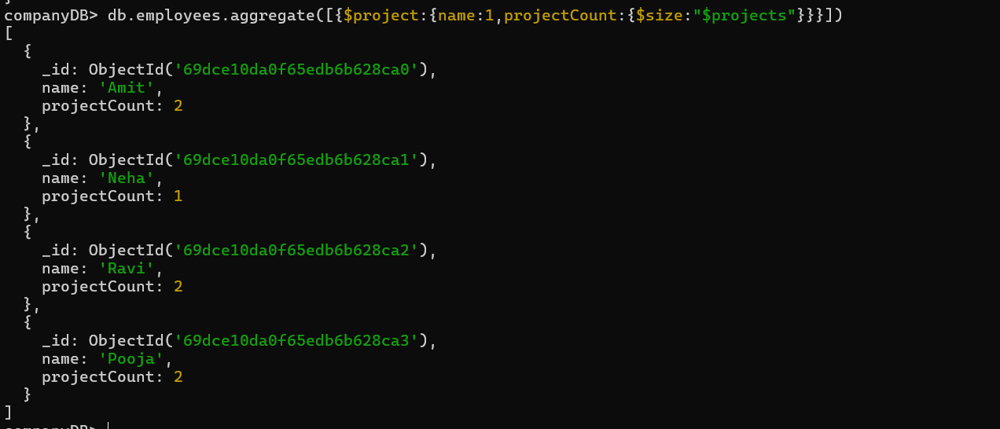 companyDB> db.employees.aggregate([{$project:{name:1,projectCount:{$size:"$projects"}}}])
[
  {
    _id: ObjectId('69dce10da0f65edb6b628ca0'),
    name: 'Amit',
    projectCount: 2
  },
  {
    _id: ObjectId('69dce10da0f65edb6b628ca1'),
    name: 'Neha',
    projectCount: 1
  },
  {
    _id: ObjectId('69dce10da0f65edb6b628ca2'),
    name: 'Ravi',
    projectCount: 2
  },
  {
    _id: ObjectId('69dce10da0f65edb6b628ca3'),
    name: 'Pooja',
    projectCount: 2
  }
]
companyDB>